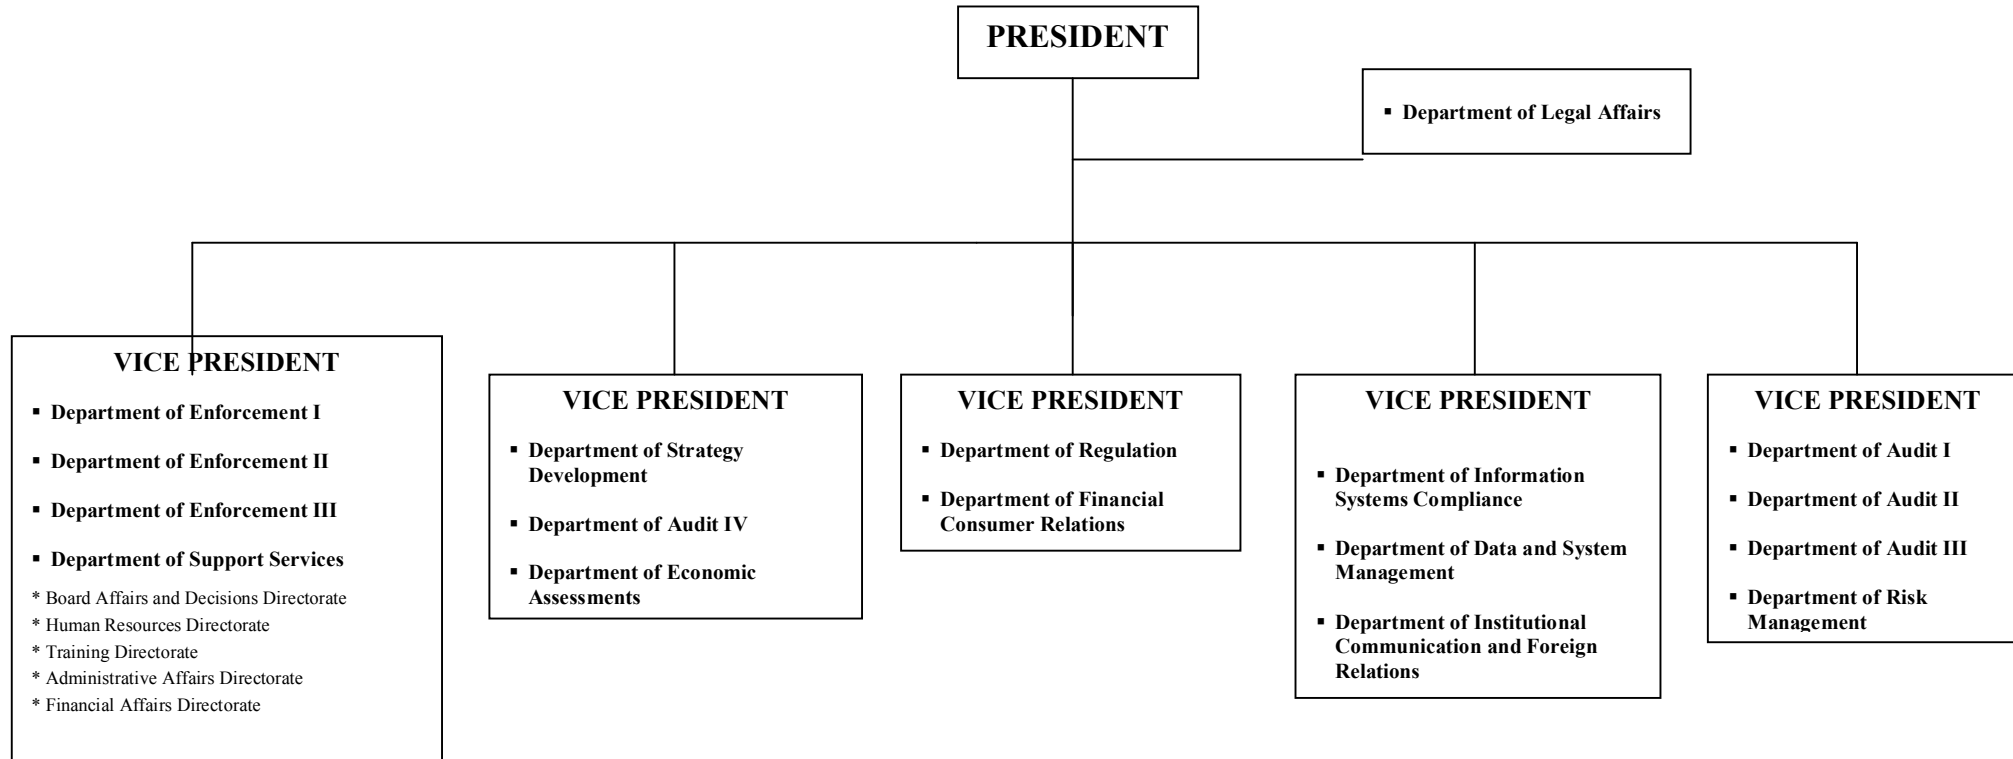 PRESIDENT
▪ Department of Legal Affairs
VICE PRESIDENT
▪ Department of Enforcement I
▪ Department of Enforcement II
▪ Department of Enforcement III
▪ Department of Support Services
* Board Affairs and Decisions Directorate
* Human Resources Directorate
* Training Directorate
* Administrative Affairs Directorate
* Financial Affairs Directorate
VICE PRESIDENT
▪ Department of Strategy
Development
▪ Department of Audit IV
▪ Department of Economic
Assessments
VICE PRESIDENT
▪ Department of Regulation
▪ Department of Financial
Consumer Relations
VICE PRESIDENT
▪ Department of Information
Systems Compliance
▪ Department of Data and System
Management
▪ Department of Institutional
Communication and Foreign
Relations
VICE PRESIDENT
▪ Department of Audit I
▪ Department of Audit II
▪ Department of Audit III
▪ Department of Risk
Management